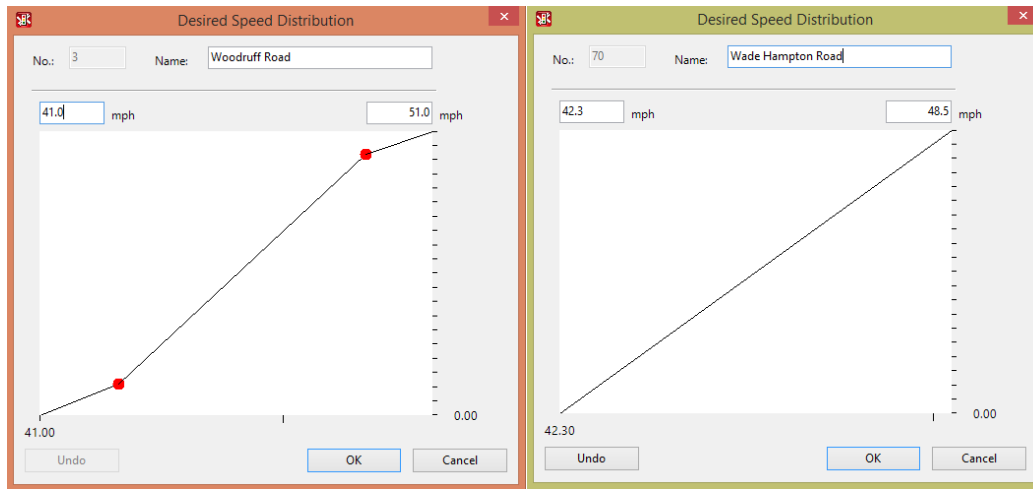 Desired Speed Distribution
No.: 3 Name: Woodruff Road
41.0 mph 51.0 mph
0.00
41.00
Undo OK Cancel
Desired Speed Distribution
No.: 70 Name: Wade Hampton Road
42.3 mph 48.5 mph
0.00
42.30
Undo OK Cancel